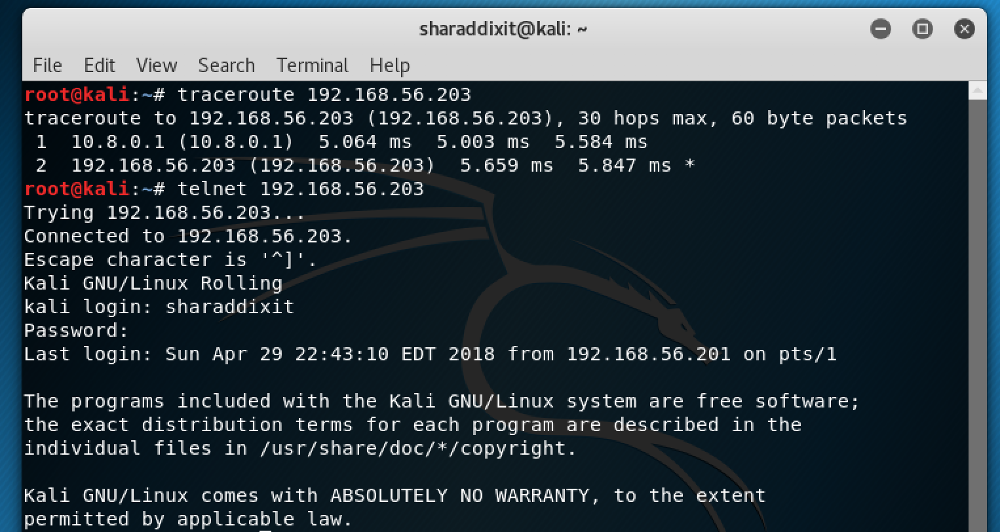 sharaddixit@kali: ~
File Edit View Search Terminal Help
root@kali:~# traceroute 192.168.56.203
traceroute to 192.168.56.203 (192.168.56.203), 30 hops max, 60 byte packets
 1  10.8.0.1 (10.8.0.1)  5.064 ms  5.003 ms  5.584 ms
 2  192.168.56.203 (192.168.56.203)  5.659 ms  5.847 ms *
root@kali:~# telnet 192.168.56.203
Trying 192.168.56.203...
Connected to 192.168.56.203.
Escape character is '^]'.
Kali GNU/Linux Rolling
kali login: sharaddixit
Password:
Last login: Sun Apr 29 22:43:10 EDT 2018 from 192.168.56.201 on pts/1
The programs included with the Kali GNU/Linux system are free software;
the exact distribution terms for each program are described in the
individual files in /usr/share/doc/*/copyright.
Kali GNU/Linux comes with ABSOLUTELY NO WARRANTY, to the extent
permitted by applicable law.